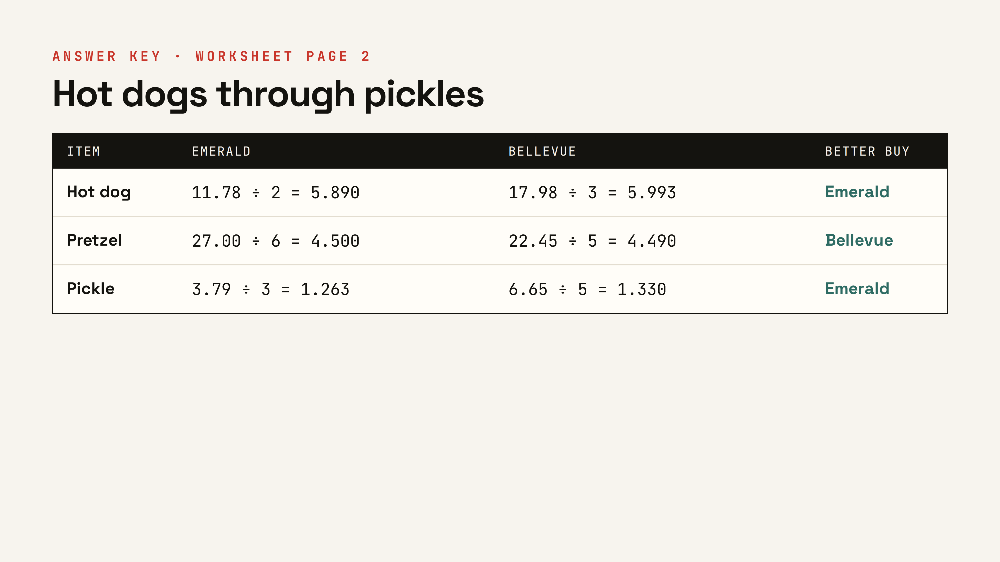 ANSWER KEY · WORKSHEET PAGE 2
Hot dogs through pickles
ITEM EMERALD BELLEVUE BETTER BUY
Hot dog 11.78 ÷ 2 = 5.890 17.98 ÷ 3 = 5.993 Emerald
Pretzel 27.00 ÷ 6 = 4.500 22.45 ÷ 5 = 4.490 Bellevue
Pickle 3.79 ÷ 3 = 1.263 6.65 ÷ 5 = 1.330 Emerald